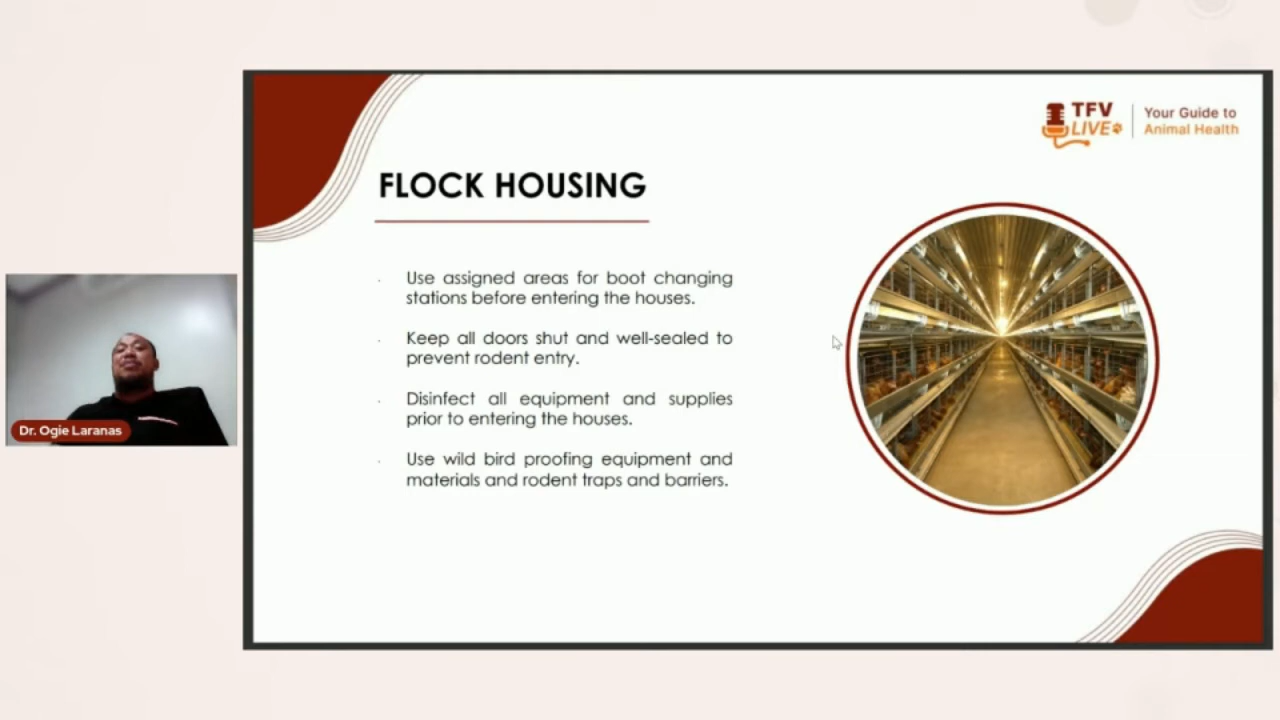 TFV
LIVE
Your Guide to
Animal Health
FLOCK HOUSING
Use assigned areas for boot changing
stations before entering the houses.
Keep all doors shut and well-sealed to
prevent rodent entry.
Disinfect all equipment and supplies
prior to entering the houses.
Use wild bird proofing equipment and
materials and rodent traps and barriers.
Dr. Ogie Laranas